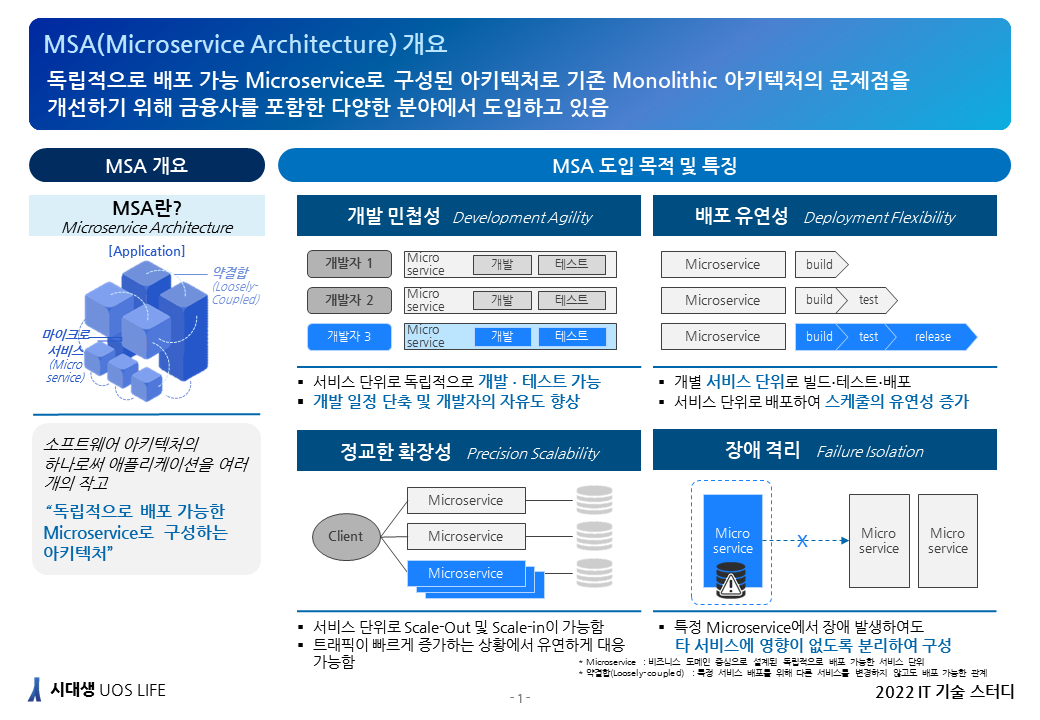 MSA(Microservice Architecture) 개요
독립적으로 배포 가능 Microservice로 구성된 아키텍처로 기존 Monolithic 아키텍처의 문제점을
개선하기 위해 금융사를 포함한 다양한 분야에서 도입하고 있음
MSA 개요
MSA란?
Microservice Architecture
[Application]
약결합
(Loosely-
Coupled)
마이크로
서비스
(Micro
service)
소프트웨어 아키텍처의
하나로써 애플리케이션을 여러
개의 작고
“독립적으로 배포 가능한
Microservice로 구성하는
아키텍처”
MSA 도입 목적 및 특징
개발 민첩성 Development Agility
개발자 1
Micro
service
개발
테스트
개발자 2
Micro
service
개발
테스트
개발자 3
Micro
service
개발
테스트
▪ 서비스 단위로 독립적으로 개발 · 테스트 가능
▪ 개발 일정 단축 및 개발자의 자유도 향상
배포 유연성 Deployment Flexibility
Microservice
build
Microservice
build
test
Microservice
build
test
release
▪ 개별 서비스 단위로 빌드·테스트·배포
▪ 서비스 단위로 배포하여 스케줄의 유연성 증가
정교한 확장성 Precision Scalability
Client
Microservice
Microservice
Microservice
▪ 서비스 단위로 Scale-Out 및 Scale-in이 가능함
▪ 트래픽이 빠르게 증가하는 상황에서 유연하게 대응
가능함
장애 격리 Failure Isolation
Micro
service
X
Micro
service
Micro
service
▪ 특정 Microservice에서 장애 발생하여도
타 서비스에 영향이 없도록 분리하여 구성
* Microservice : 비즈니스 도메인 중심으로 설계된 독립적으로 배포 가능한 서비스 단위
* 약결합(Loosely-coupled) : 특정 서비스 배포를 위해 다른 서비스를 변경하지 않고도 배포 가능한 관계
시대생 UOS LIFE
- 1 -
2022 IT 기술 스터디